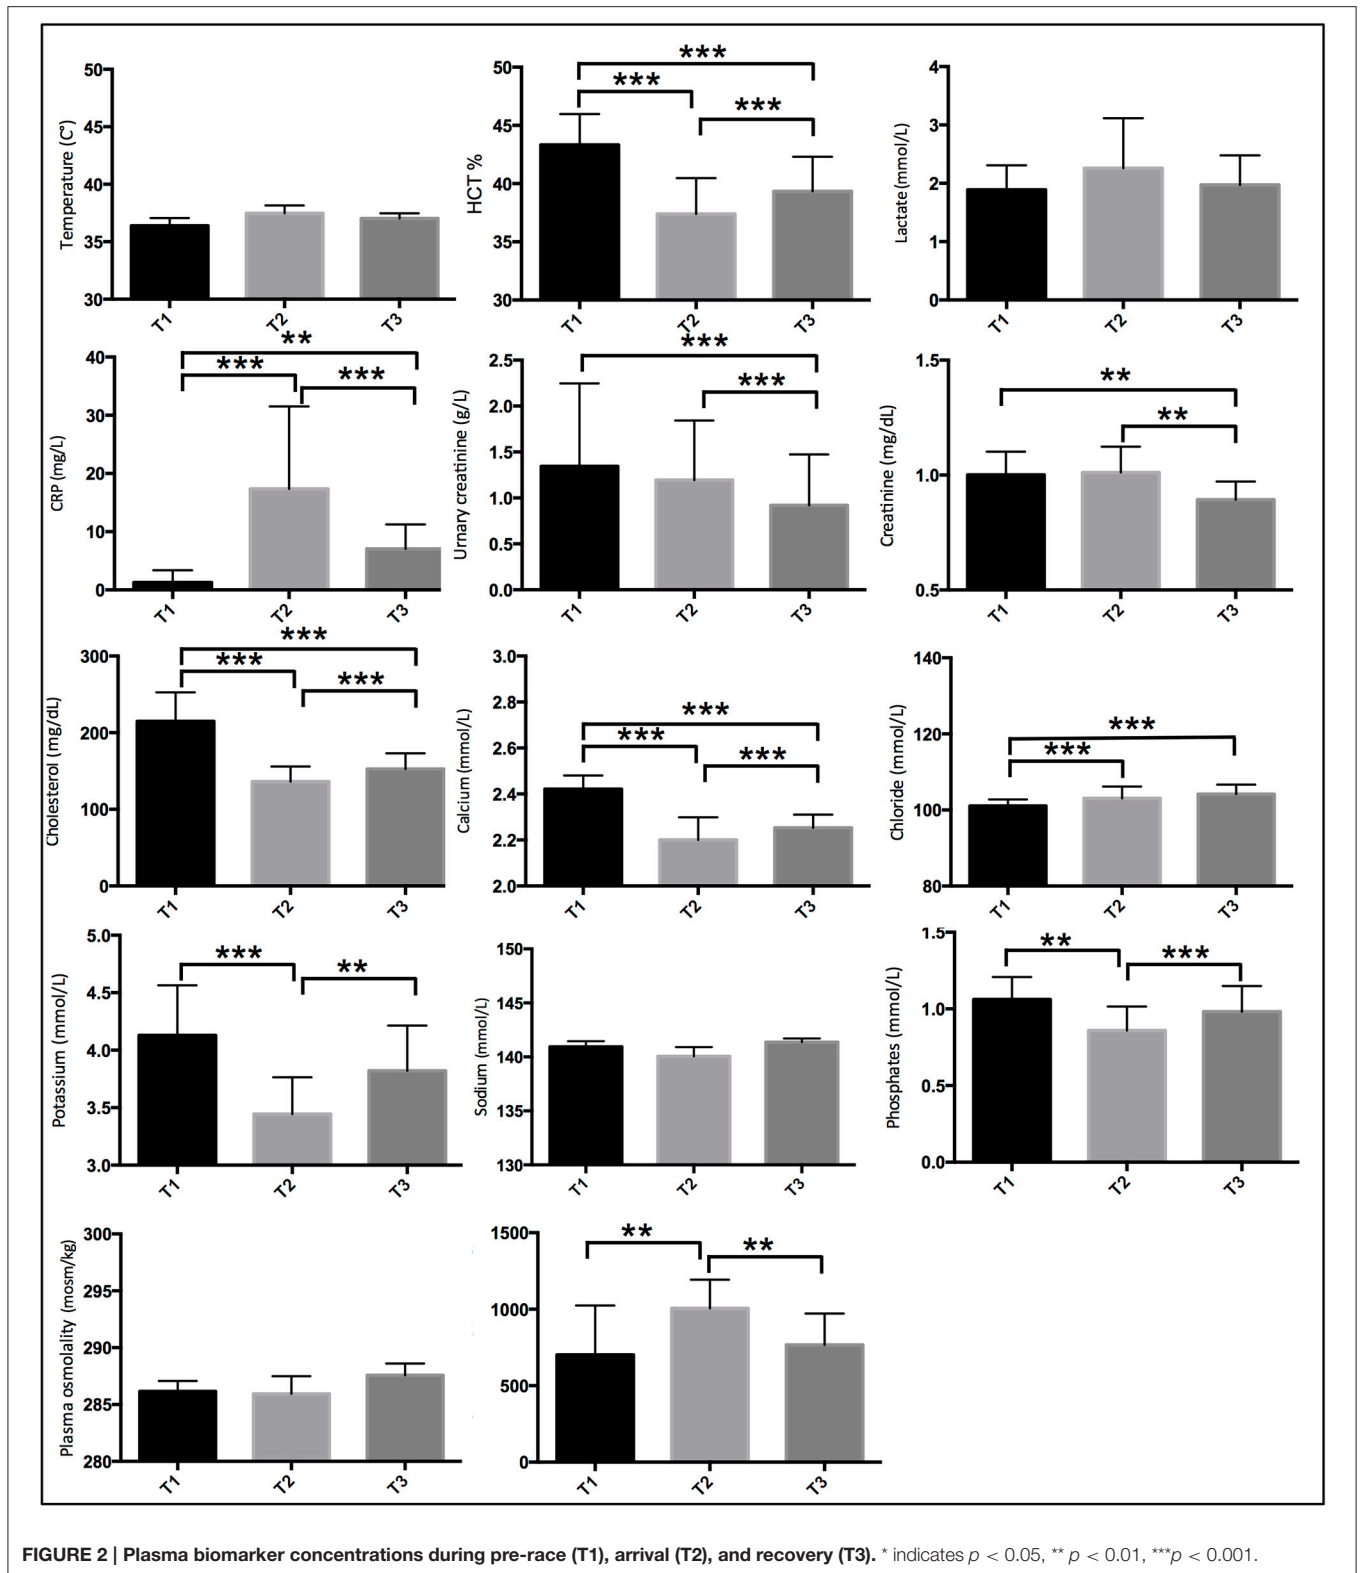 ***
***
***
50
45
40
35
30
Temperature (C°)
T1
T2
T3
50
45
40
35
30
HCT %
T1
T2
T3
4
3
2
1
0
Lactate (mmol/L)
T1
T2
T3
**
***
***
40
30
20
10
0
CRP (mg/L)
T1
T2
T3
***
***
2.5
2.0
1.5
1.0
0.5
0.0
Urnary creatinine (g/L)
T1
T2
T3
**
**
1.5
1.0
0.5
Creatinine (mg/dL)
T1
T2
T3
***
***
***
300
200
100
0
Cholesterol (mg/dL)
T1
T2
T3
***
***
***
3.0
2.8
2.6
2.4
2.2
2.0
Calcium (mmol/L)
T1
T2
T3
***
***
140
120
100
80
Chloride (mmol/L)
T1
T2
T3
***
**
5.0
4.5
4.0
3.5
3.0
Potassium (mmol/L)
T1
T2
T3
150
145
140
135
130
Sodium (mmol/L)
T1
T2
T3
**
***
1.5
1.0
0.5
0.0
Phosphates (mmol/L)
T1
T2
T3
300
295
290
285
280
Plasma osmolality (mosm/kg)
T1
T2
T3
**
**
1500
1000
500
0
T1
T2
T3
FIGURE 2 | Plasma biomarker concentrations during pre-race (T1), arrival (T2), and recovery (T3). * indicates p < 0.05, ** p < 0.01, ***p < 0.001.